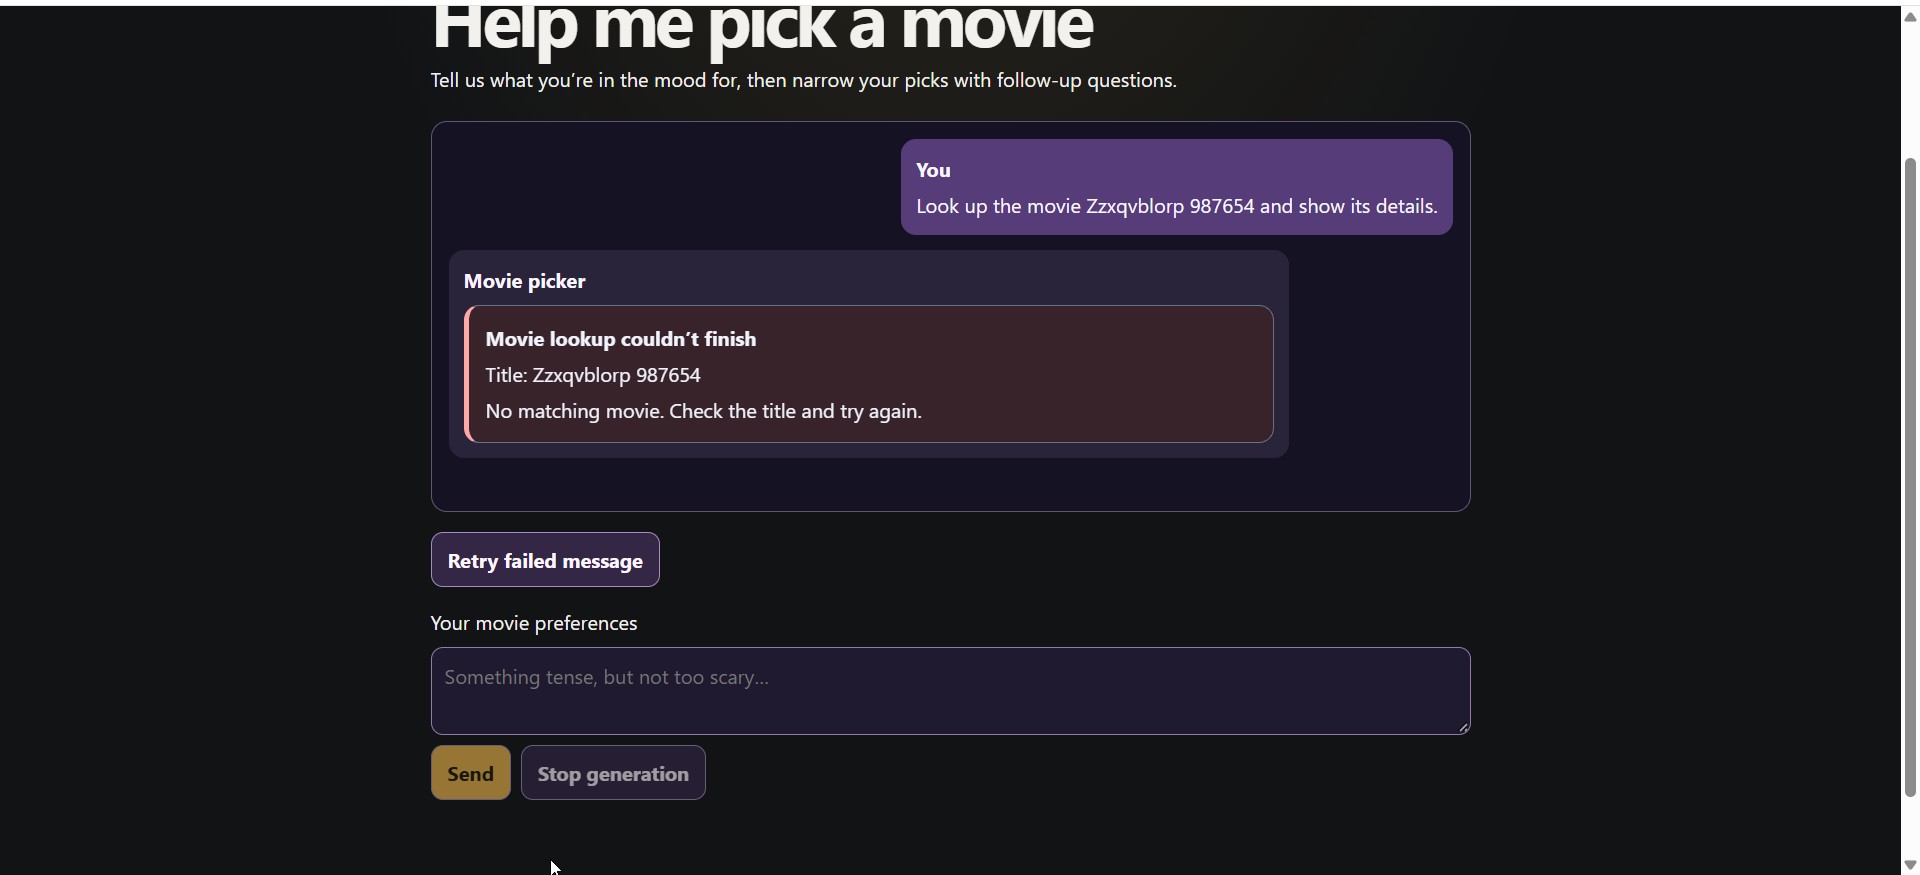 Help me pick a movie
Tell us what you’re in the mood for, then narrow your picks with follow-up questions.
You
Look up the movie Zzxqvblorp 987654 and show its details.
Movie picker
Movie lookup couldn’t finish
Title: Zzxqvblorp 987654
No matching movie. Check the title and try again.
Retry failed message
Your movie preferences
Something tense, but not too scary...
Send
Stop generation